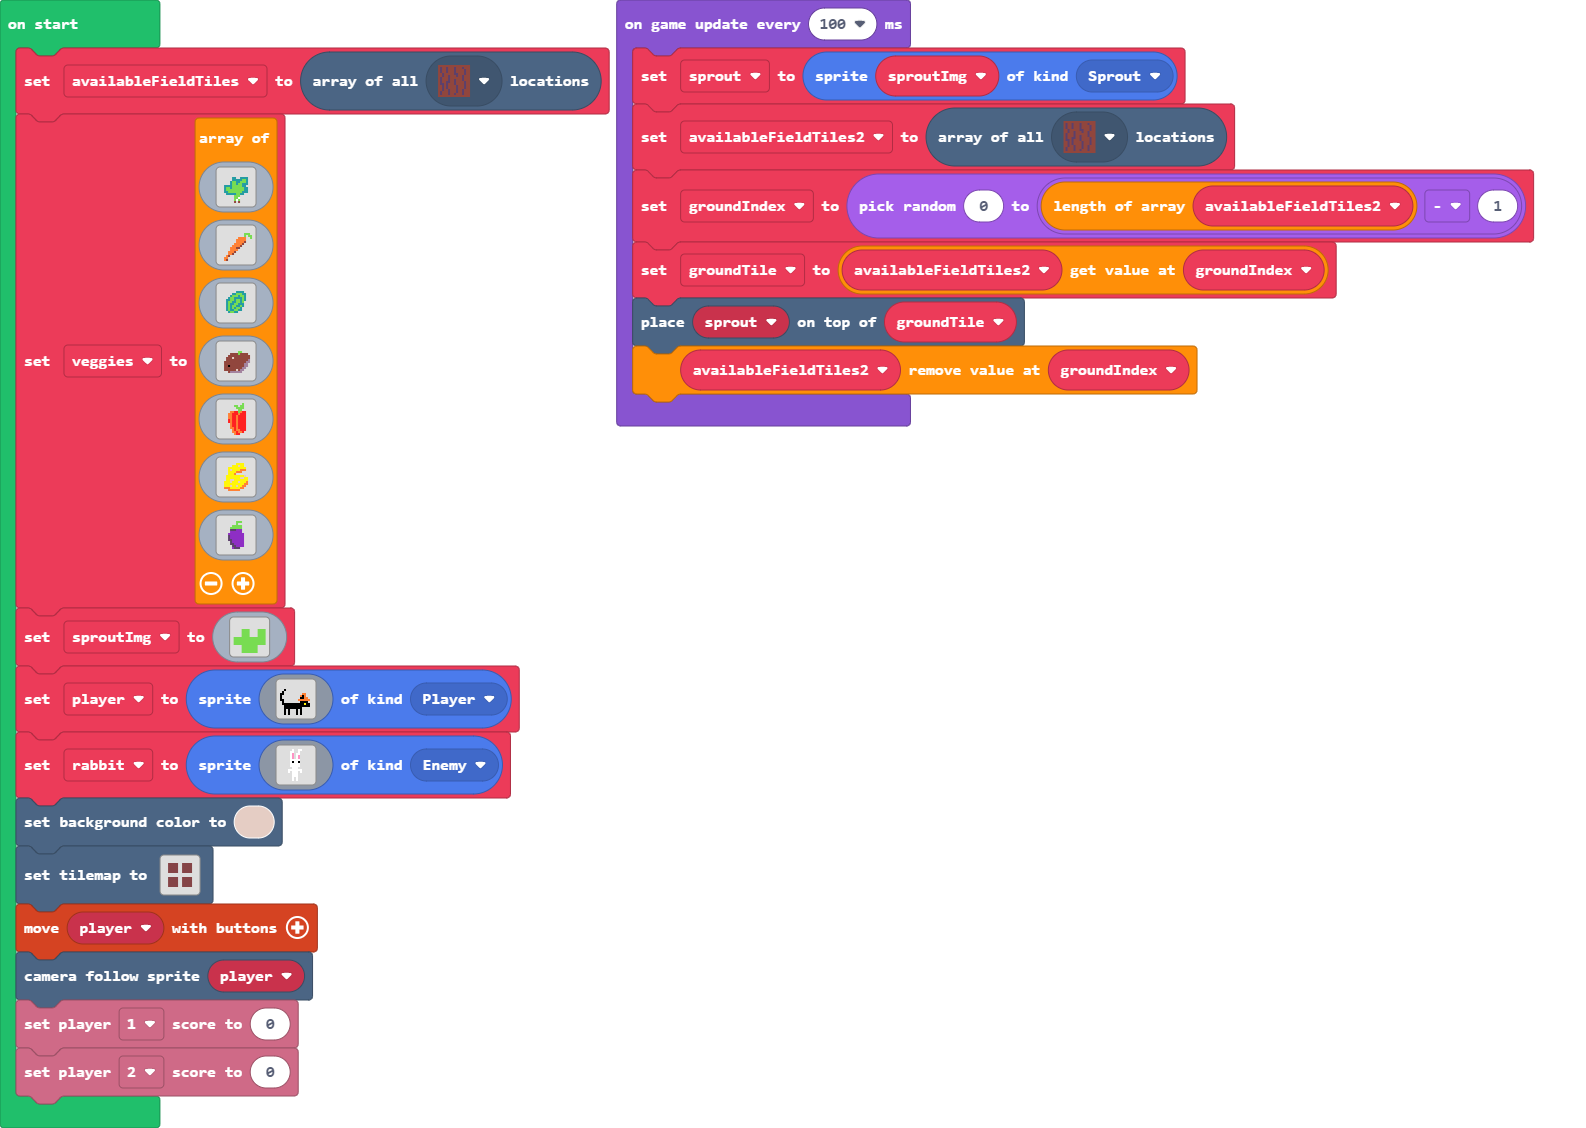 on start
set availableFieldTiles to array of all locations
set veggies to array of
set sproutImg to
set player to sprite of kind Player
set rabbit to sprite of kind Enemy
set background color to
set tilemap to
move player with buttons
camera follow sprite player
set player 1 score to 0
set player 2 score to 0
on game update every 100 ms
set sprout to sprite sproutImg of kind Sprout
set availableFieldTiles2 to array of all locations
set groundIndex to pick random 0 to length of array availableFieldTiles2 - 1
set groundTile to availableFieldTiles2 get value at groundIndex
place sprout on top of groundTile
availableFieldTiles2 remove value at groundIndex